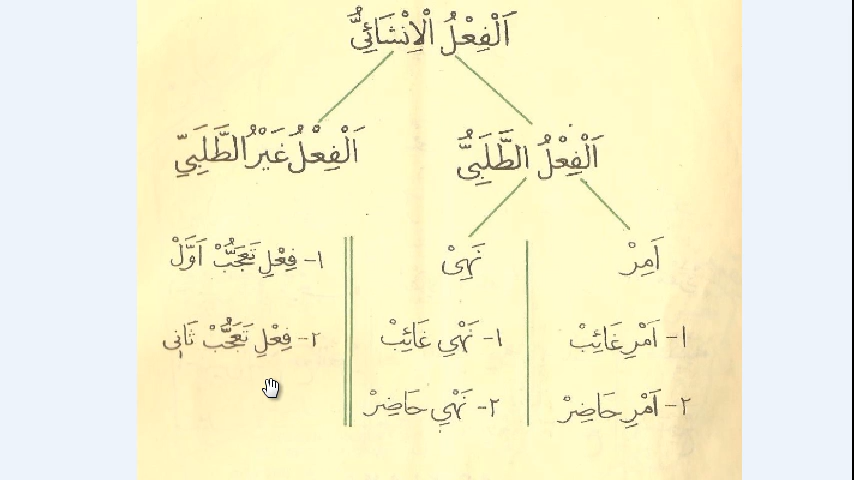 اَلْفِعْلُ الْاِنْشَائِيُّ
اَلْفِعْلُ الطَّلَبِيُّ
اَلْفِعْلُ غَيْرُ الطَّلَبِيِّ
اَمِرْ
نَهِىْ
١- فِعْلِ تَعَجُّبْ اَوَّلْ
١- اَمْرِ غَائِبْ
١- نَهْيِ غَائِبْ
٢- فِعْلِ تَعَجُّبْ ثَانِى
٢- اَمْرِ حَاضِرْ
٢- نَهْيِ حَاضِرْ